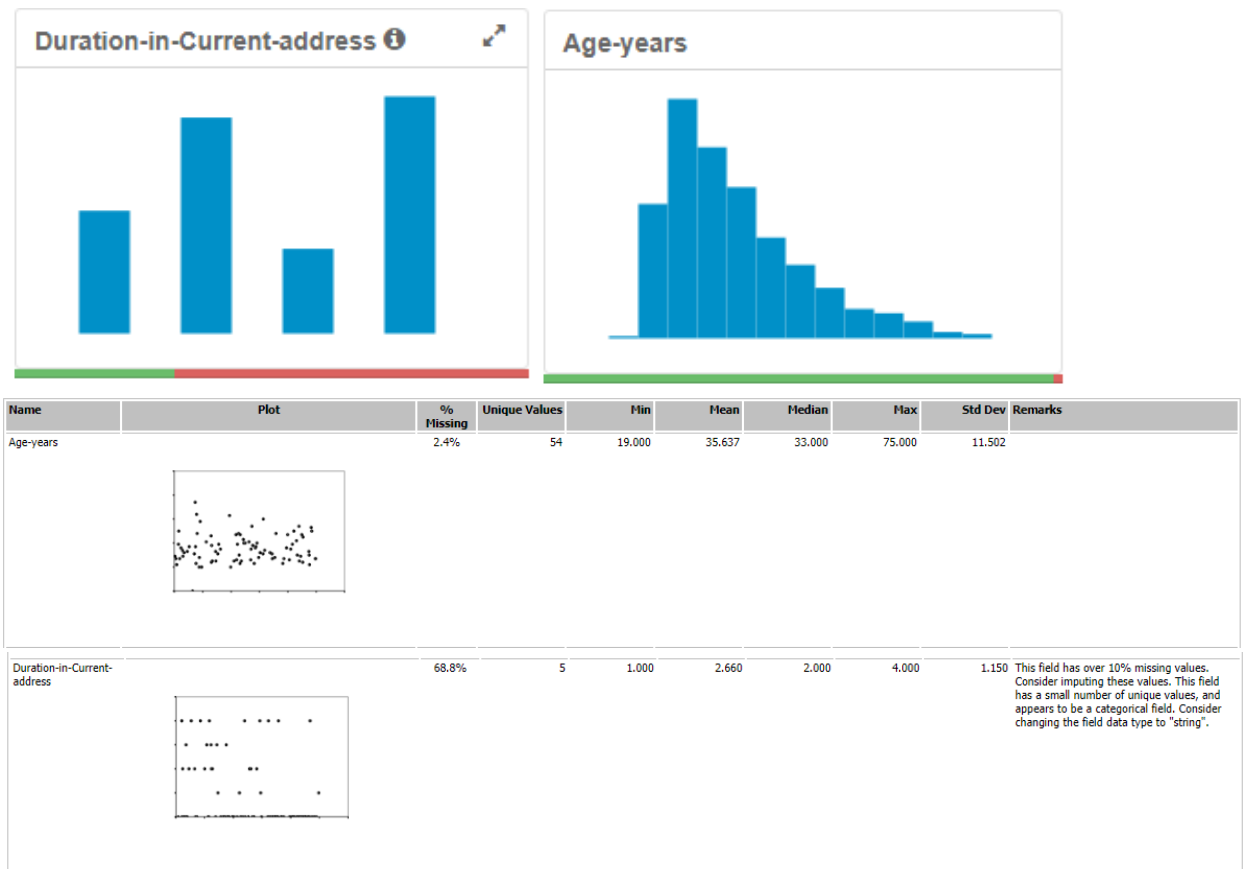 Duration-in-Current-address
Age-years
Name Plot % Missing Unique Values Min Mean Median Max Std Dev Remarks
Age-years 2.4% 54 19.000 35.637 33.000 75.000 11.502
Duration-in-Current-address 68.8% 5 1.000 2.660 2.000 4.000 1.150 This field has over 10% missing values.
Consider imputing these values. This field
has a small number of unique values, and
appears to be a categorical field. Consider
changing the field data type to "string".